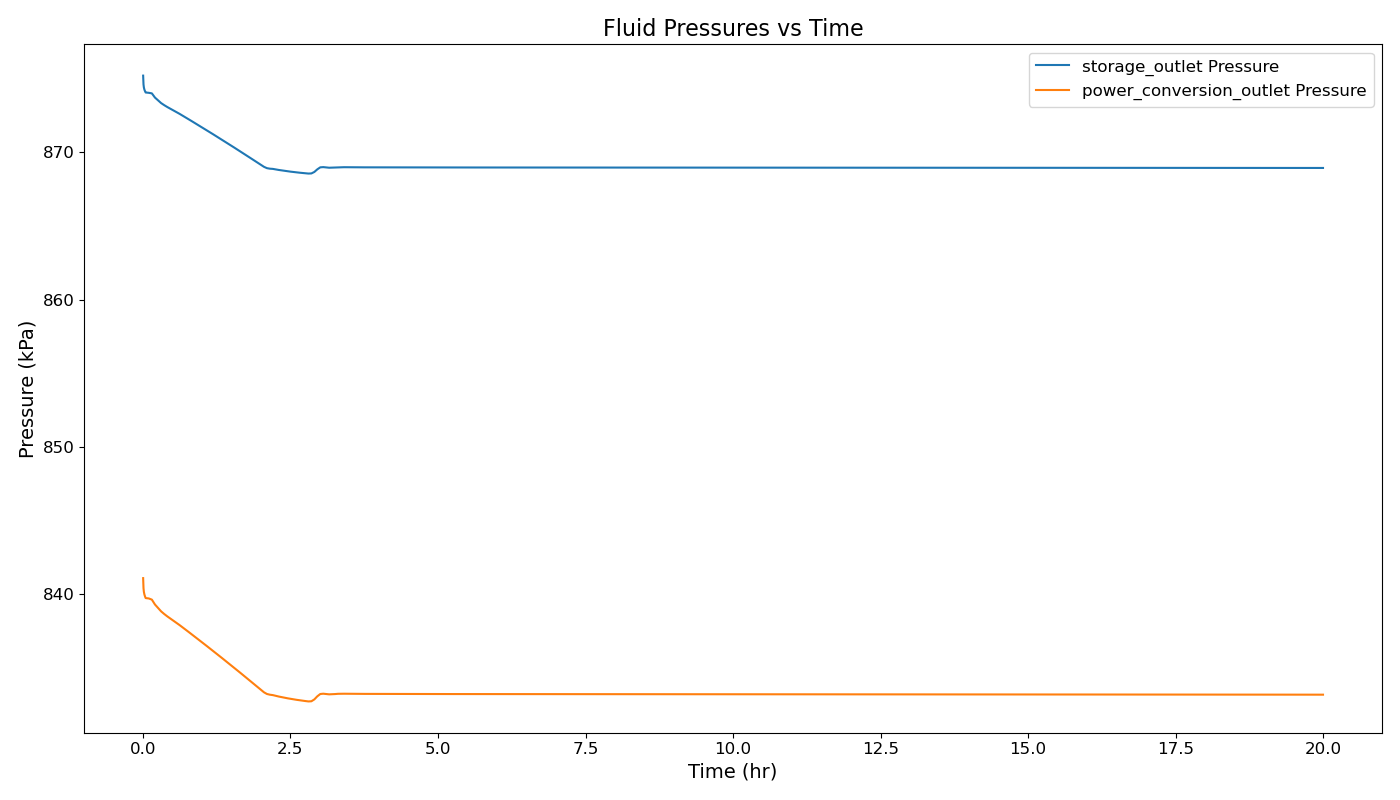 Fluid Pressures vs Time
storage_outlet Pressure
power_conversion_outlet Pressure
Pressure (kPa)
870
860
850
840
0.0 2.5 5.0 7.5 10.0 12.5 15.0 17.5 20.0
Time (hr)